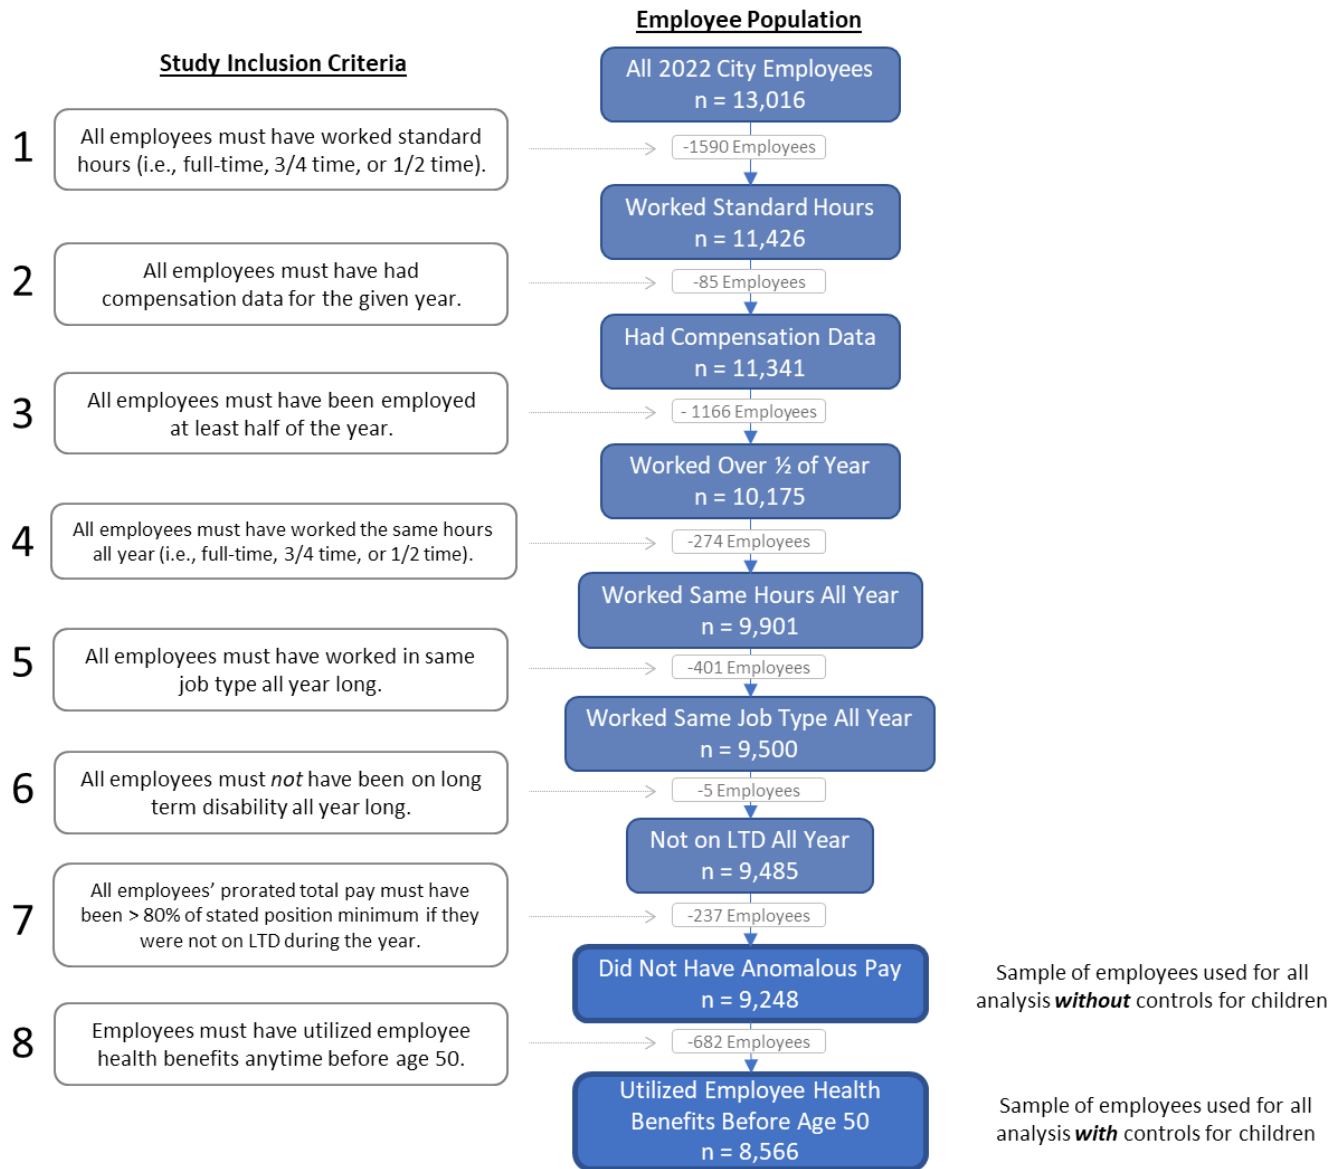 Employee Population
Study Inclusion Criteria
All 2022 City Employees
n = 13,016
1
All employees must have worked standard
hours (i.e., full-time, 3/4 time, or 1/2 time).
-1590 Employees
Worked Standard Hours
n = 11,426
2
All employees must have had
compensation data for the given year.
-85 Employees
Had Compensation Data
n = 11,341
3
All employees must have been employed
at least half of the year.
- 1166 Employees
Worked Over ½ of Year
n = 10,175
4
All employees must have worked the same hours
all year (i.e., full-time, 3/4 time, or 1/2 time).
-274 Employees
Worked Same Hours All Year
n = 9,901
5
All employees must have worked in same
job type all year long.
-401 Employees
Worked Same Job Type All Year
n = 9,500
6
All employees must not have been on long
term disability all year long.
-5 Employees
Not on LTD All Year
n = 9,485
7
All employees’ prorated total pay must have
been > 80% of stated position minimum if they
were not on LTD during the year.
-237 Employees
Did Not Have Anomalous Pay
n = 9,248
Sample of employees used for all
analysis without controls for children
8
Employees must have utilized employee
health benefits anytime before age 50.
-682 Employees
Utilized Employee Health
Benefits Before Age 50
n = 8,566
Sample of employees used for all
analysis with controls for children